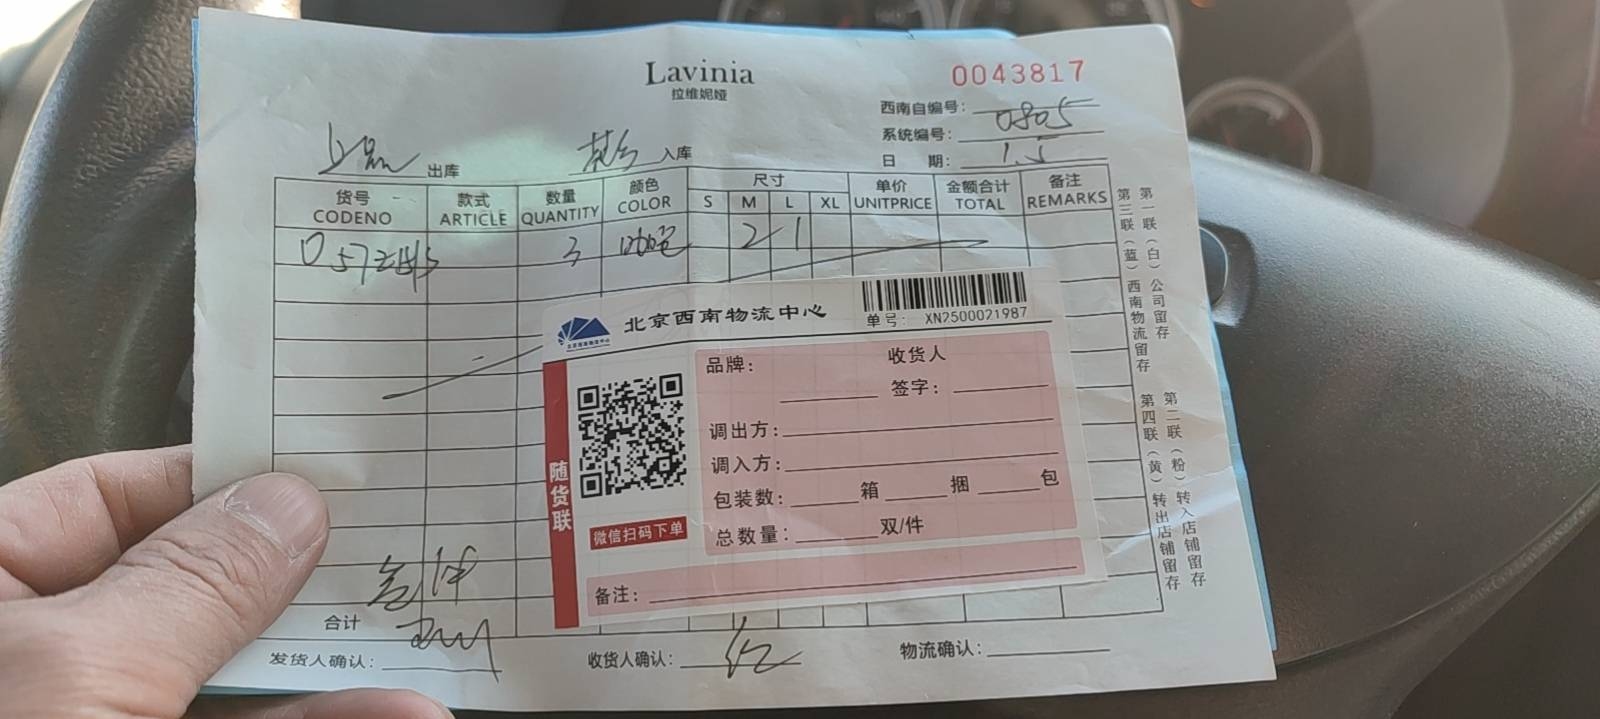 Lavinia
拉维妮娅
0043817
西南自编号: 0805
系统编号:
日 期: 1.5
出库 入库
货号 款式 数量 颜色 尺寸 单价 金额合计 备注
CODENO ARTICLE QUANTITY COLOR S M L XL UNITPRICE TOTAL REMARKS
3 2 1
北京西南物流中心
单号: XN2500021987
品牌: 收货人
签字:
调出方:
调入方:
包装数: 箱 捆 包
总数量: 双/件
备注:
随货联
微信扫码下单
合计
发货人确认: 收货人确认: 物流确认:
第一联(白)公司留存
第二联(粉)转入店铺留存
第三联(蓝)西南物流留存
第四联(黄)转出店铺留存